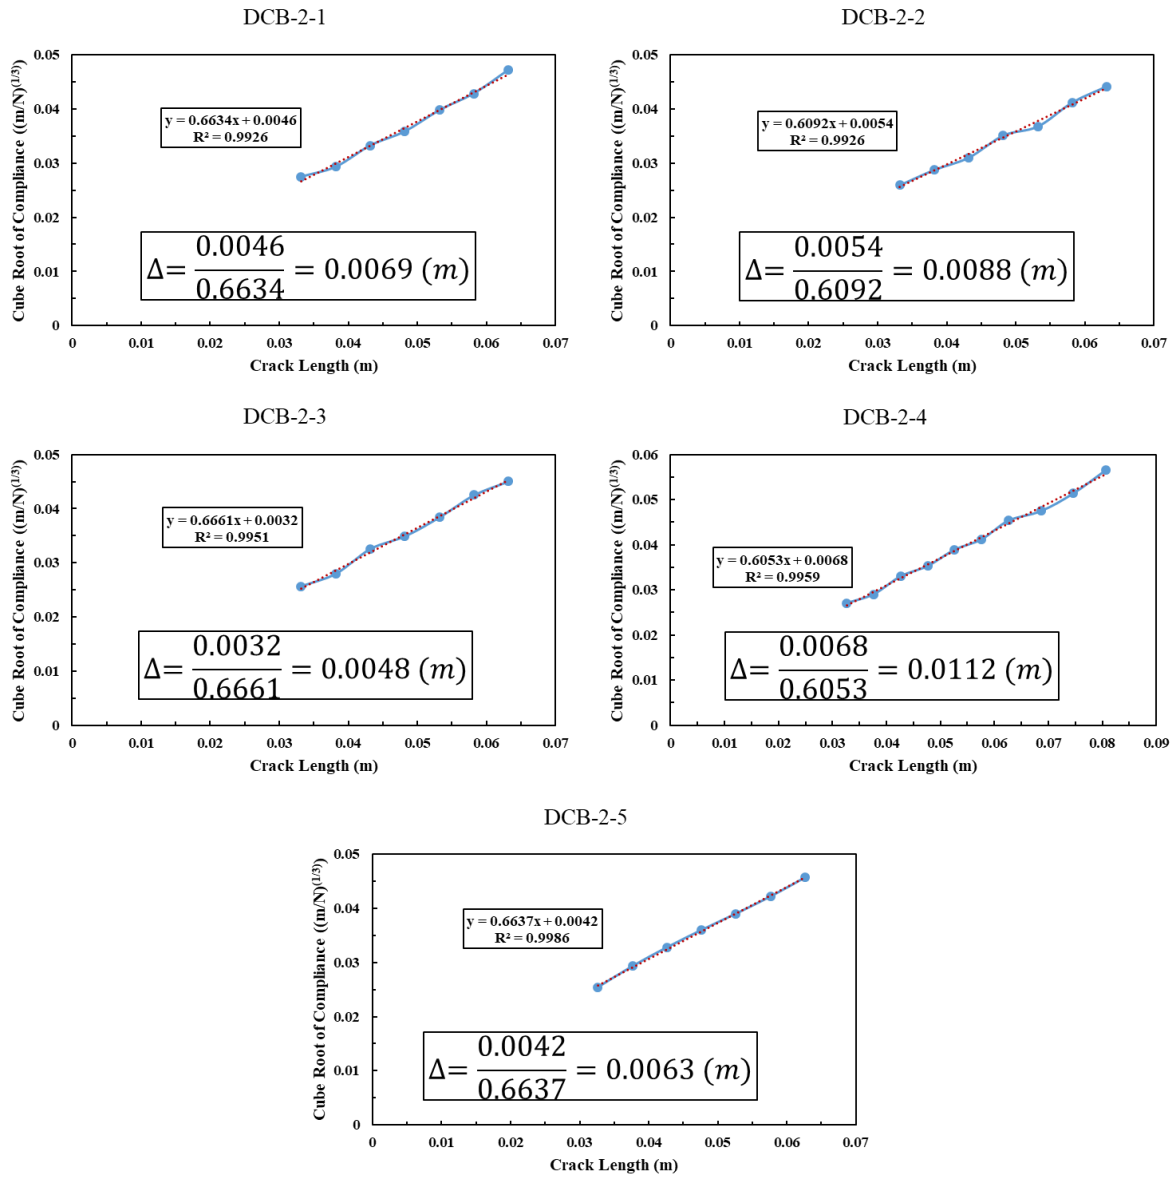 DCB-2-1
Cube Root of Compliance ((m/N)^(1/3))
0.05
0.04
0.03
0.02
0.01
0
y = 0.6634x + 0.0046
R² = 0.9926
Δ= 0.0046/0.6634 = 0.0069 (m)
0 0.01 0.02 0.03 0.04 0.05 0.06 0.07
Crack Length (m)
DCB-2-2
Cube Root of Compliance ((m/N)^(1/3))
0.05
0.04
0.03
0.02
0.01
0
y = 0.6092x + 0.0054
R² = 0.9926
Δ= 0.0054/0.6092 = 0.0088 (m)
0 0.01 0.02 0.03 0.04 0.05 0.06 0.07
Crack Length (m)
DCB-2-3
Cube Root of Compliance ((m/N)^(1/3))
0.05
0.04
0.03
0.02
0.01
0
y = 0.6661x + 0.0032
R² = 0.9951
Δ= 0.0032/0.6661 = 0.0048 (m)
0 0.01 0.02 0.03 0.04 0.05 0.06 0.07
Crack Length (m)
DCB-2-4
Cube Root of Compliance ((m/N)^(1/3))
0.06
0.05
0.04
0.03
0.02
0.01
0
y = 0.6053x + 0.0068
R² = 0.9959
Δ= 0.0068/0.6053 = 0.0112 (m)
0 0.01 0.02 0.03 0.04 0.05 0.06 0.07 0.08 0.09
Crack Length (m)
DCB-2-5
Cube Root of Compliance ((m/N)^(1/3))
0.05
0.04
0.03
0.02
0.01
0
y = 0.6637x + 0.0042
R² = 0.9986
Δ= 0.0042/0.6637 = 0.0063 (m)
0 0.01 0.02 0.03 0.04 0.05 0.06 0.07
Crack Length (m)